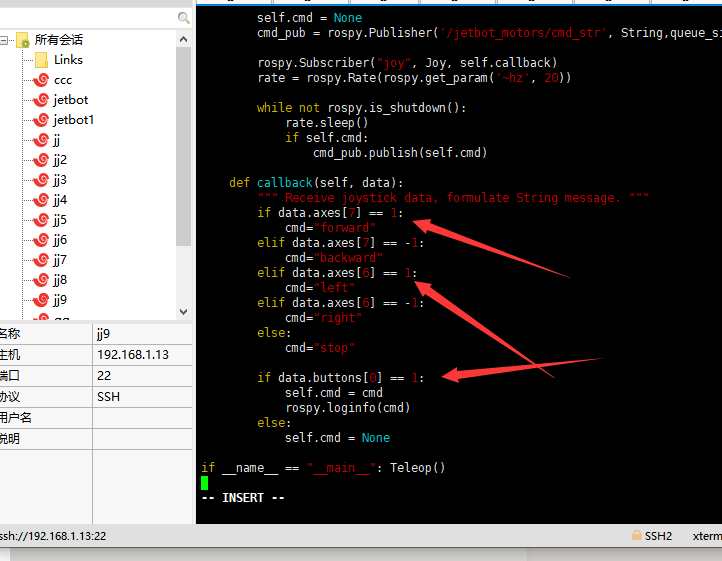 所有会话
Links
ccc
jetbot
jetbot1
jj
jj2
jj3
jj4
jj5
jj6
jj7
jj8
jj9
名称 jj9
主机 192.168.1.13
端口 22
协议 SSH
用户名
说明
self.cmd = None
cmd_pub = rospy.Publisher('/jetbot_motors/cmd_str', String,queue_si
rospy.Subscriber("joy", Joy, self.callback)
rate = rospy.Rate(rospy.get_param('~hz', 20))
while not rospy.is_shutdown():
rate.sleep()
if self.cmd:
cmd_pub.publish(self.cmd)
def callback(self, data):
""" Receive joystick data, formulate String message. """
if data.axes[7] == 1:
cmd="forward"
elif data.axes[7] == -1:
cmd="backward"
elif data.axes[6] == 1:
cmd="left"
elif data.axes[6] == -1:
cmd="right"
else:
cmd="stop"
if data.buttons[0] == 1:
self.cmd = cmd
rospy.loginfo(cmd)
else:
self.cmd = None
if __name__ == "__main__": Teleop()
-- INSERT --
ssh://192.168.1.13:22 SSH2 xterm